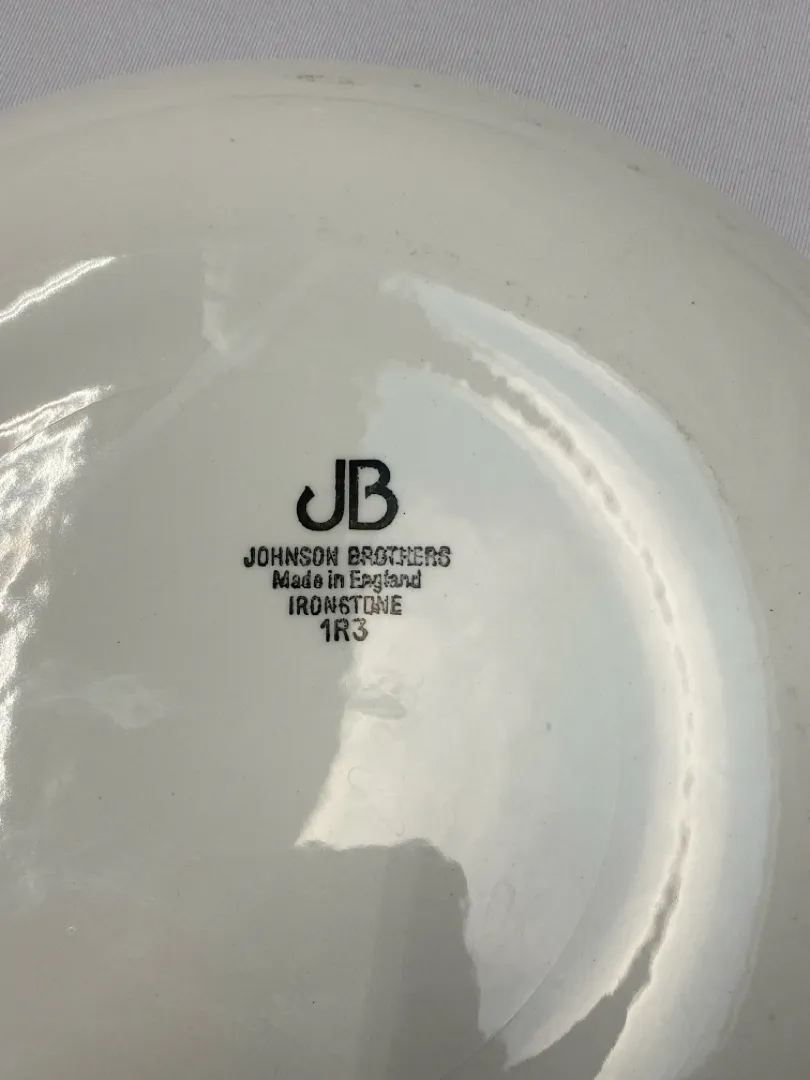 JB
JOHNSON BROTHERS
Made in England
IRONSTONE
1R3